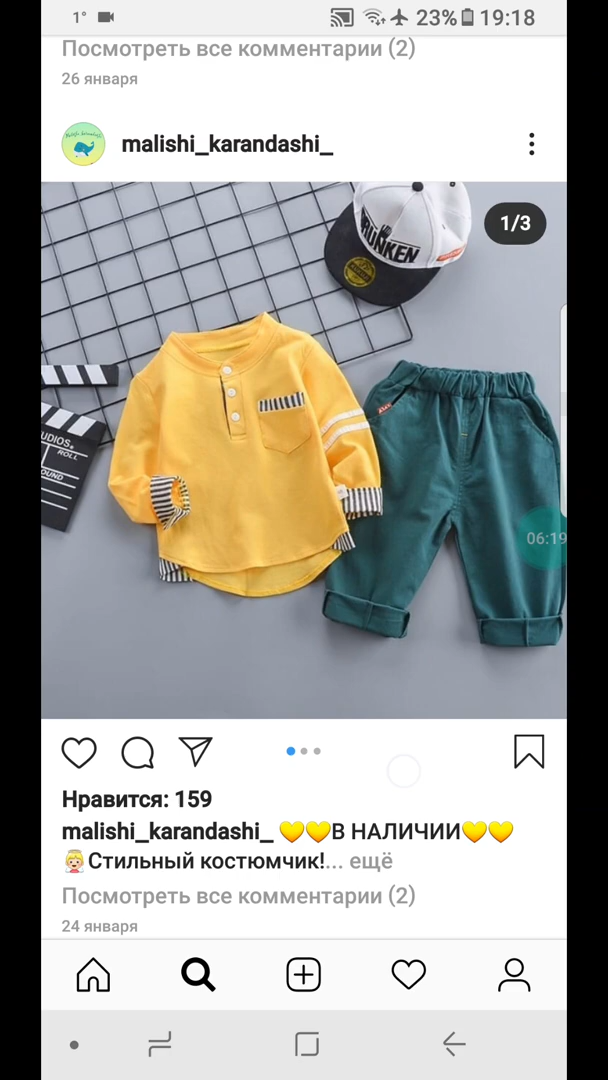 1° 23% 19:18
Посмотреть все комментарии (2)
26 января
malishi_karandashi_
1/3
RUNKEN
UDIOS
ROLL
OUND
06:19
Нравится: 159
malishi_karandashi_ 💛💛В НАЛИЧИИ💛💛
👼Стильный костюмчик!... ещё
Посмотреть все комментарии (2)
24 января